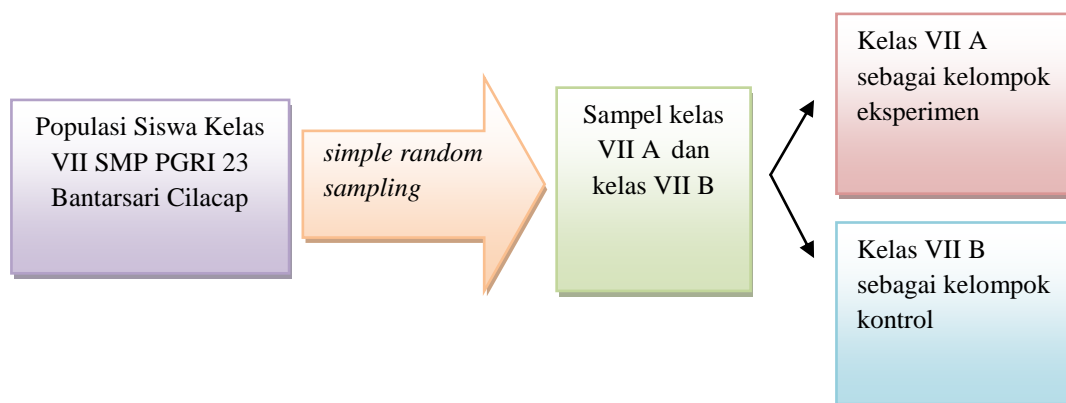 Populasi Siswa Kelas
VII SMP PGRI 23
Bantarsari Cilacap
simple random
sampling
Sampel kelas
VII A dan
kelas VII B
Kelas VII A
sebagai kelompok
eksperimen
Kelas VII B
sebagai kelompok
kontrol